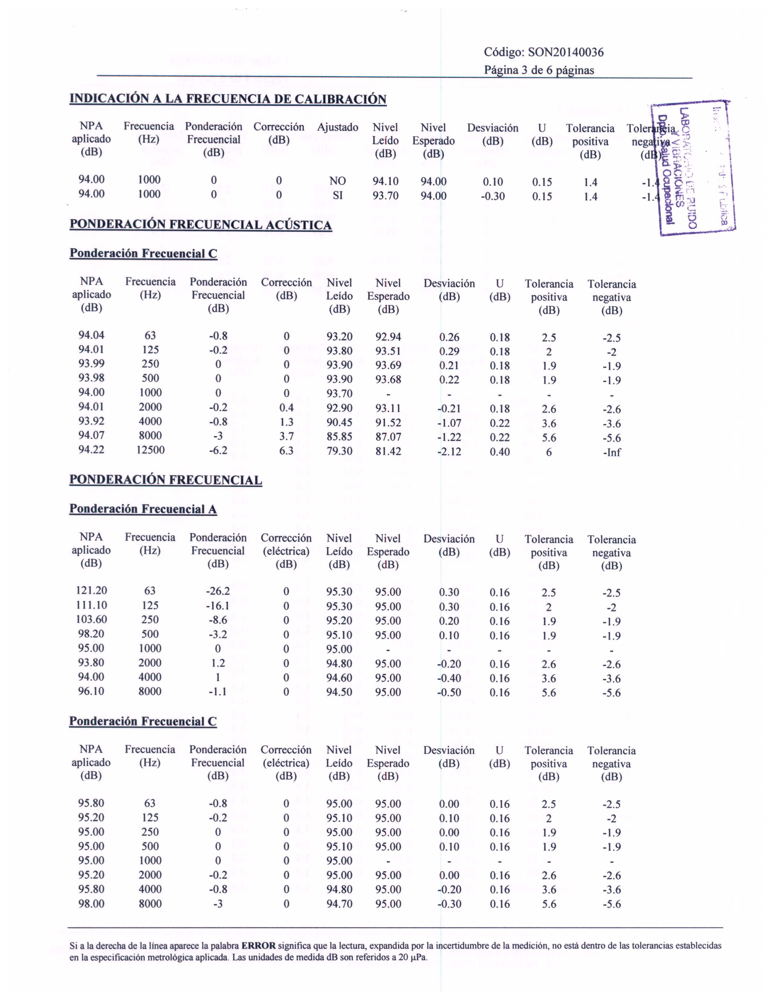 Código: SON20140036
Página 3 de 6 páginas
INDICACIÓN A LA FRECUENCIA DE CALIBRACIÓN
NPA Frecuencia Ponderación Corrección Ajustado Nivel Nivel Desviación U Tolerancia Tolerancia
aplicado (Hz) Frecuencial (dB) Leído Esperado (dB) (dB) positiva negativa
(dB) (dB) (dB) (dB) (dB) (dB)
94.00 1000 0 0 NO 94.10 94.00 0.10 0.15 1.4 -1.4
94.00 1000 0 0 SI 93.70 94.00 -0.30 0.15 1.4 -1.4
LABORATORIO DE RUIDO
Y VIBRACIONES
Dpto. Salud Ocupacional
PONDERACIÓN FRECUENCIAL ACÚSTICA
Ponderación Frecuencial C
NPA Frecuencia Ponderación Corrección Nivel Nivel Desviación U Tolerancia Tolerancia
aplicado (Hz) Frecuencial (dB) Leído Esperado (dB) (dB) positiva negativa
(dB) (dB) (dB) (dB) (dB) (dB)
94.04 63 -0.8 0 93.20 92.94 0.26 0.18 2.5 -2.5
94.01 125 -0.2 0 93.80 93.51 0.29 0.18 2 -2
93.99 250 0 0 93.90 93.69 0.21 0.18 1.9 -1.9
93.98 500 0 0 93.90 93.68 0.22 0.18 1.9 -1.9
94.00 1000 0 0 93.70 - - - - -
94.01 2000 -0.2 0.4 92.90 93.11 -0.21 0.18 2.6 -2.6
93.92 4000 -0.8 1.3 90.45 91.52 -1.07 0.22 3.6 -3.6
94.07 8000 -3 3.7 85.85 87.07 -1.22 0.22 5.6 -5.6
94.22 12500 -6.2 6.3 79.30 81.42 -2.12 0.40 6 -Inf
PONDERACIÓN FRECUENCIAL
Ponderación Frecuencial A
NPA Frecuencia Ponderación Corrección Nivel Nivel Desviación U Tolerancia Tolerancia
aplicado (Hz) Frecuencial (eléctrica) Leído Esperado (dB) (dB) positiva negativa
(dB) (dB) (dB) (dB) (dB) (dB) (dB)
121.20 63 -26.2 0 95.30 95.00 0.30 0.16 2.5 -2.5
111.10 125 -16.1 0 95.30 95.00 0.30 0.16 2 -2
103.60 250 -8.6 0 95.20 95.00 0.20 0.16 1.9 -1.9
98.20 500 -3.2 0 95.10 95.00 0.10 0.16 1.9 -1.9
95.00 1000 0 0 95.00 - - - - -
93.80 2000 1.2 0 94.80 95.00 -0.20 0.16 2.6 -2.6
94.00 4000 1 0 94.60 95.00 -0.40 0.16 3.6 -3.6
96.10 8000 -1.1 0 94.50 95.00 -0.50 0.16 5.6 -5.6
Ponderación Frecuencial C
NPA Frecuencia Ponderación Corrección Nivel Nivel Desviación U Tolerancia Tolerancia
aplicado (Hz) Frecuencial (eléctrica) Leído Esperado (dB) (dB) positiva negativa
(dB) (dB) (dB) (dB) (dB) (dB) (dB)
95.80 63 -0.8 0 95.00 95.00 0.00 0.16 2.5 -2.5
95.20 125 -0.2 0 95.10 95.00 0.10 0.16 2 -2
95.00 250 0 0 95.00 95.00 0.00 0.16 1.9 -1.9
95.00 500 0 0 95.10 95.00 0.10 0.16 1.9 -1.9
95.00 1000 0 0 95.00 - - - - -
95.20 2000 -0.2 0 95.00 95.00 0.00 0.16 2.6 -2.6
95.80 4000 -0.8 0 94.80 95.00 -0.20 0.16 3.6 -3.6
98.00 8000 -3 0 94.70 95.00 -0.30 0.16 5.6 -5.6
Si a la derecha de la línea aparece la palabra ERROR significa que la lectura, expandida por la incertidumbre de la medición, no está dentro de las tolerancias establecidas
en la especificación metrológica aplicada. Las unidades de medida dB son referidos a 20 µPa.